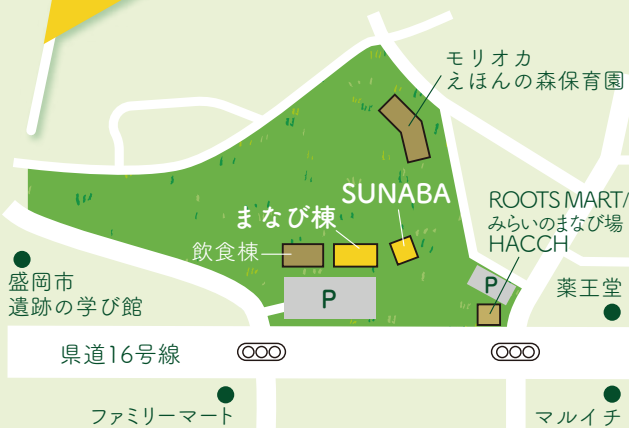 モリオカ
えほんの森保育園
SUNABA
まなび棟
飲食棟
ROOTS MART/
みらいのまなび場
HACCH
P
P
盛岡市
遺跡の学び館
薬王堂
県道16号線
ファミリーマート
マルイチ